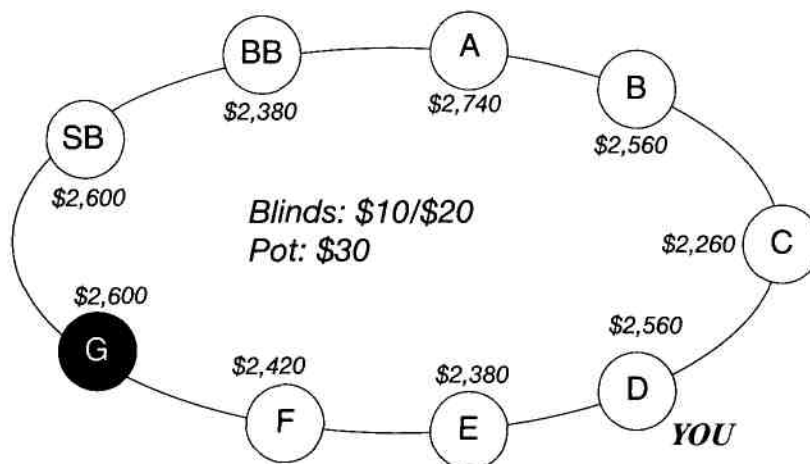 BB
A
B
$2,740
$2,380
SB
$2,560
$2,600
Blinds: $10/$20
Pot: $30
$2,260
C
$2,600
$2,560
G
$2,420
$2,380
D
F
E
YOU